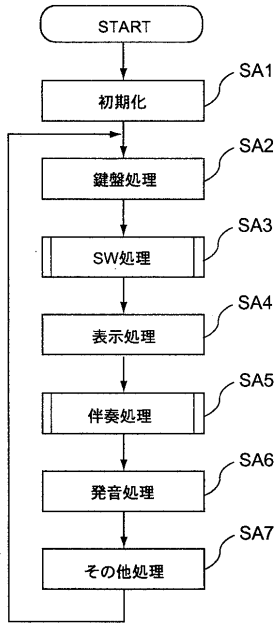 START
初期化
SA1
鍵盤処理
SA2
SW処理
SA3
表示処理
SA4
伴奏処理
SA5
発音処理
SA6
その他処理
SA7